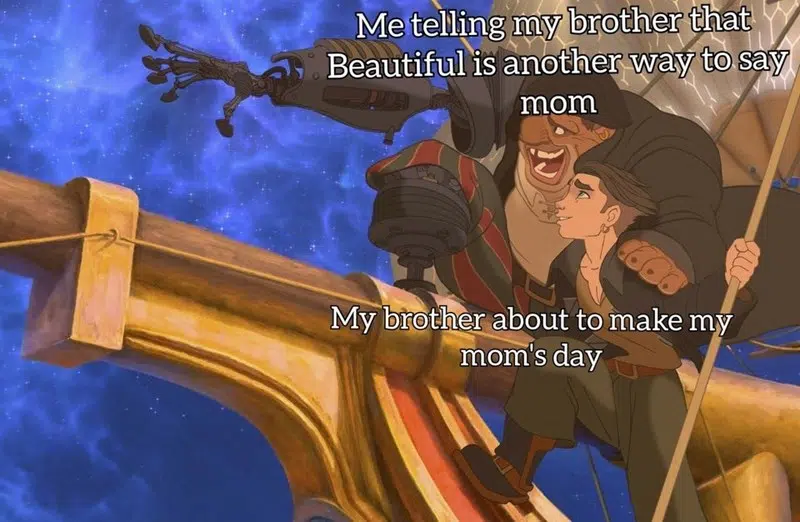 Me telling my brother that
Beautiful is another way to say
mom
My brother about to make my
mom's day